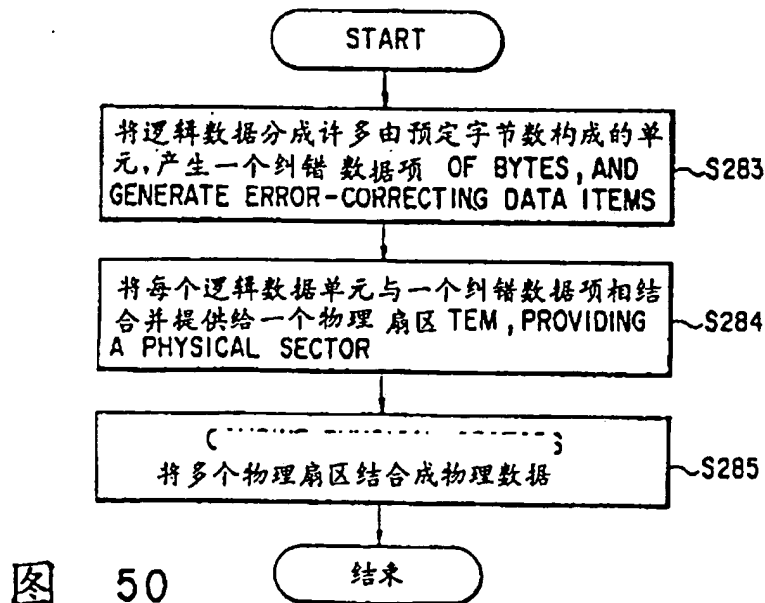 START
将逻辑数据分成许多由预定字节数构成的单
元,产生一个纠错数据项 OF BYTES, AND
GENERATE ERROR-CORRECTING DATA ITEMS
~S283
将每个逻辑数据单元与一个纠错数据项相结
合并提供给一个物理扇区 TEM, PROVIDING
A PHYSICAL SECTOR
~S284
将多个物理扇区结合成物理数据
~S285
结束
图 50